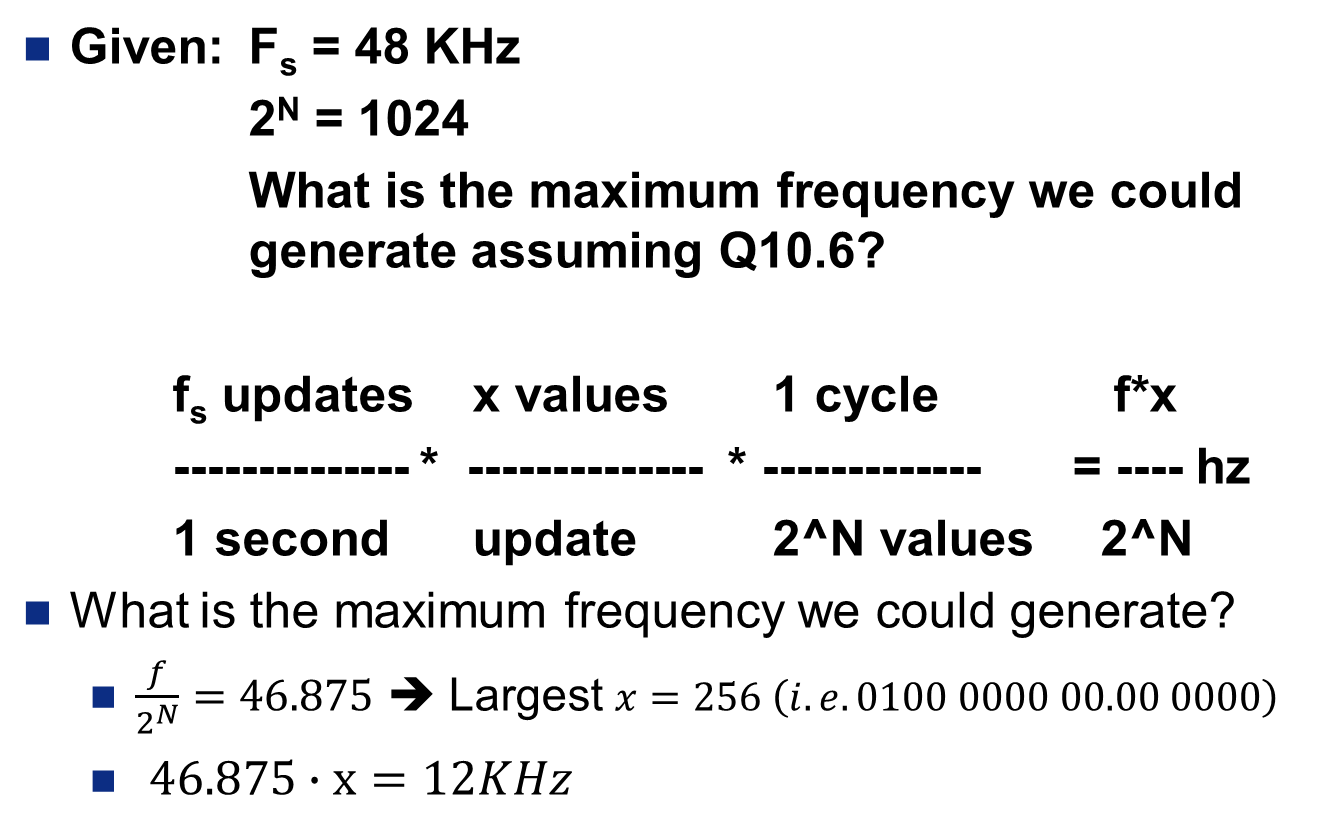 ■ Given: Fₛ = 48 KHz
2ᴺ = 1024
What is the maximum frequency we could
generate assuming Q10.6?
fₛ updates x values 1 cycle f*x
-------------- * -------------- * ------------- = ---- hz
1 second update 2^N values 2^N
■ What is the maximum frequency we could generate?
■ f/2ᴺ = 46.875 ➔ Largest x = 256 (i.e. 0100 0000 00.00 0000)
■ 46.875 · x = 12KHz